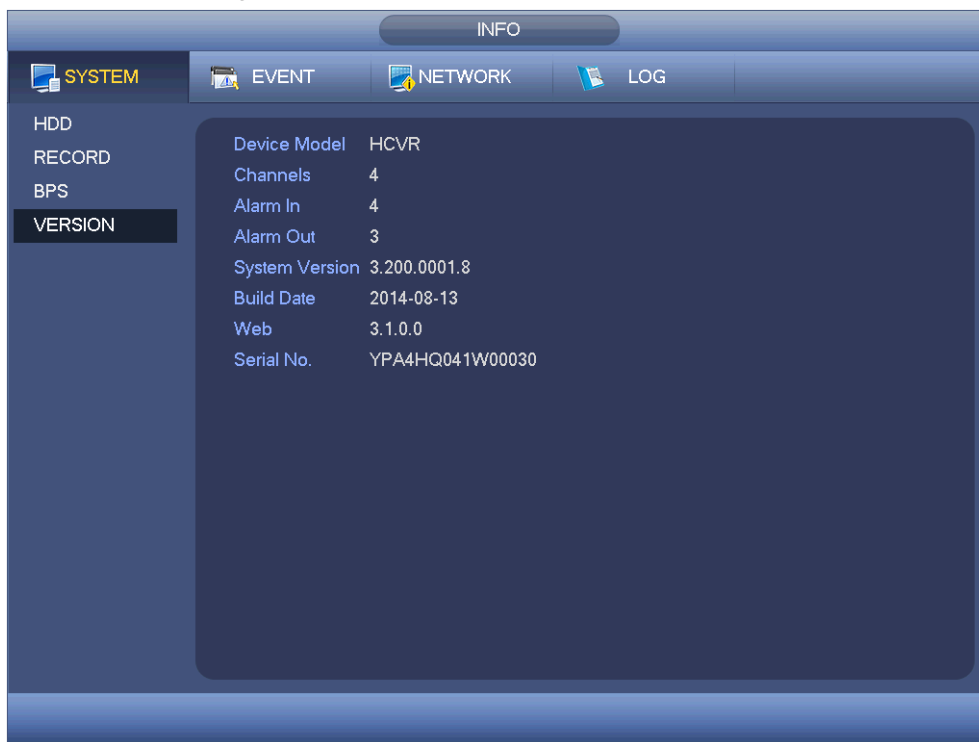 INFO
SYSTEM EVENT NETWORK LOG
HDD
RECORD
BPS
VERSION
Device Model HCVR
Channels 4
Alarm In 4
Alarm Out 3
System Version 3.200.0001.8
Build Date 2014-08-13
Web 3.1.0.0
Serial No. YPA4HQ041W00030